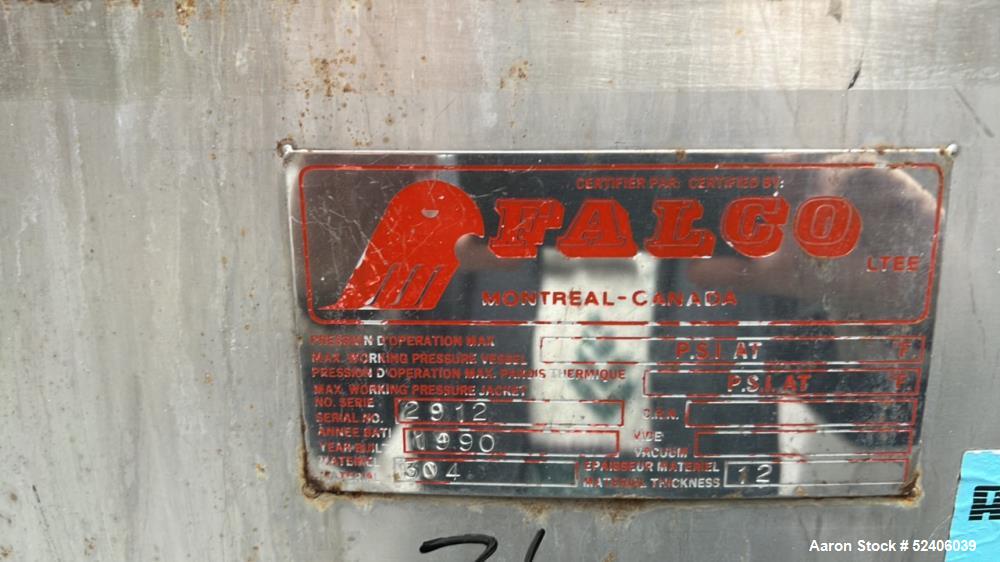 CERTIFIER PAR: CERTIFIED BY:
FALCO
LTEE
MONTREAL-CANADA
PRESSION D'OPERATION MAX
MAX. WORKING PRESSURE VESSEL P.S.I. AT F.
PRESSION D'OPERATION MAX. PAROIS THERMIQUE
MAX. WORKING PRESSURE JACKET P.S.I. AT F.
NO. SERIE
SERIAL NO. 2912 C.R.N.
ANNEE BATI VIDE
YEAR BUILT 1990 VACUUM
MATERIEL 304 EPAISSEUR MATERIEL 12
MATERIAL MATERIAL THICKNESS
Aaron Stock # 52406039